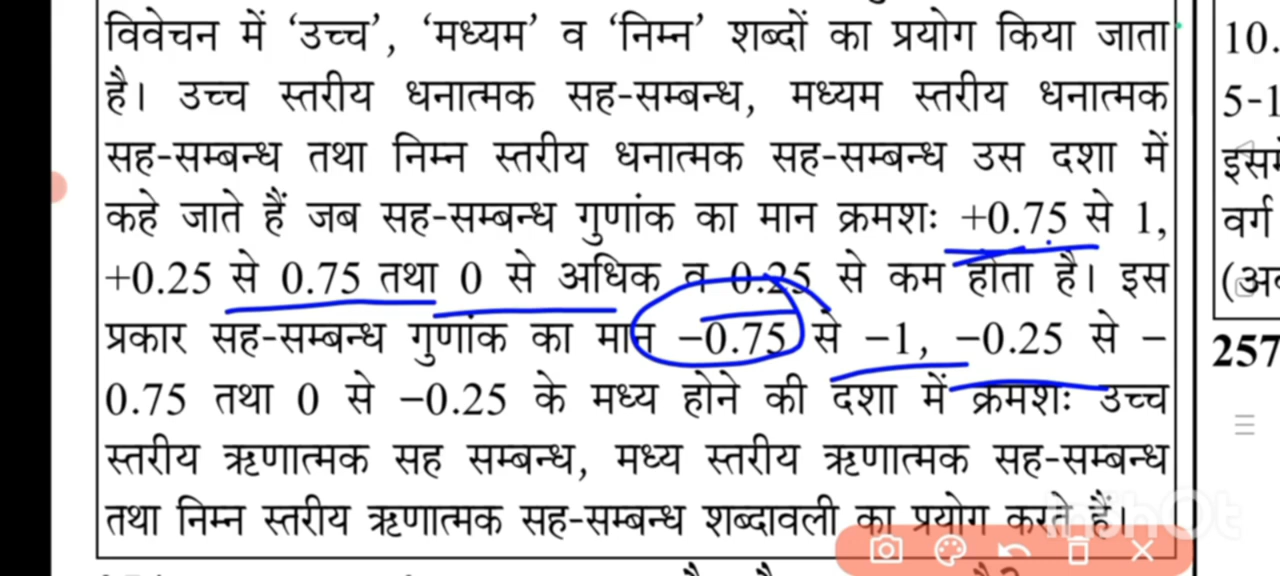 विवेचन में ‘उच्च’, ‘मध्यम’ व ‘निम्न’ शब्दों का प्रयोग किया जाता
है। उच्च स्तरीय धनात्मक सह-सम्बन्ध, मध्यम स्तरीय धनात्मक
सह-सम्बन्ध तथा निम्न स्तरीय धनात्मक सह-सम्बन्ध उस दशा में
कहे जाते हैं जब सह-सम्बन्ध गुणांक का मान क्रमशः +0.75 से 1,
+0.25 से 0.75 तथा 0 से अधिक व 0.25 से कम होता है। इस
प्रकार सह-सम्बन्ध गुणांक का मान –0.75 से –1, –0.25 से –
0.75 तथा 0 से –0.25 के मध्य होने की दशा में क्रमशः उच्च
स्तरीय ऋणात्मक सह सम्बन्ध, मध्य स्तरीय ऋणात्मक सह-सम्बन्ध
तथा निम्न स्तरीय ऋणात्मक सह-सम्बन्ध शब्दावली का प्रयोग करते हैं।
10.
5-1
वर्ग
257